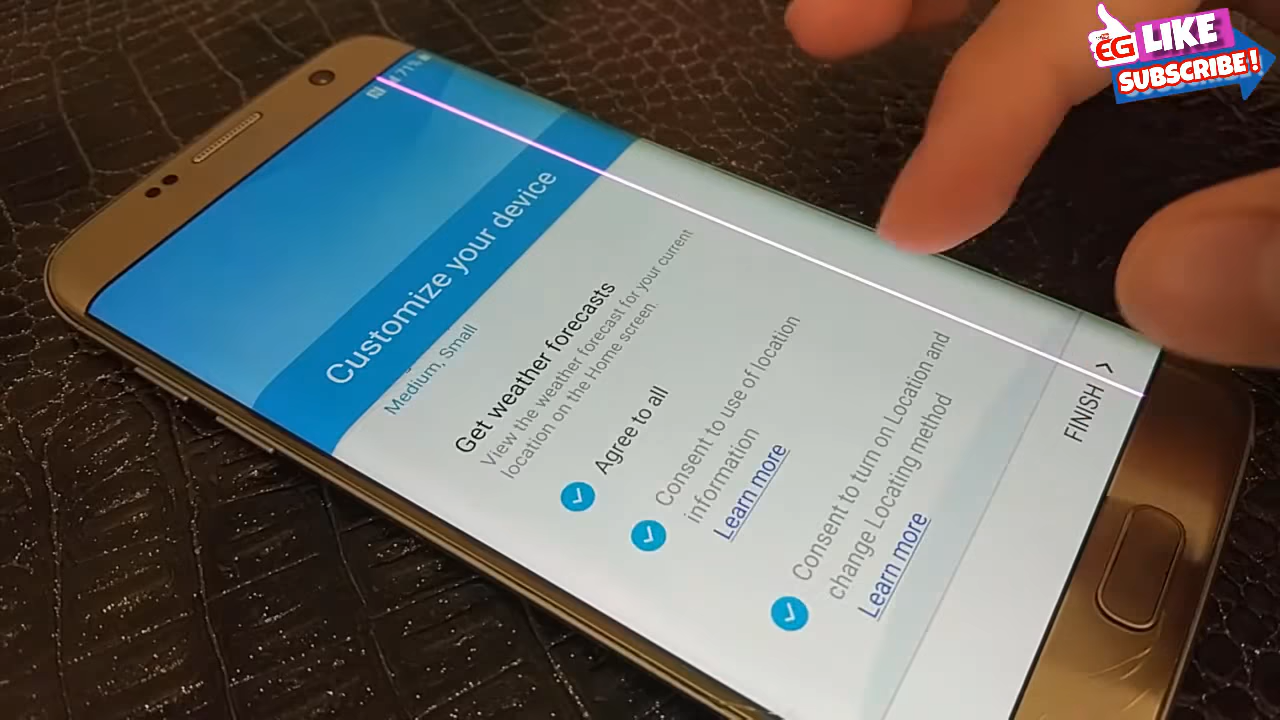 EG LIKE
SUBSCRIBE!
71%
Customize your device
Medium, Small
Get weather forecasts
View the weather forecast for your current
location on the Home screen.
Agree to all
Consent to use of location
information
Learn more
Consent to turn on Location and
change Locating method
Learn more
FINISH